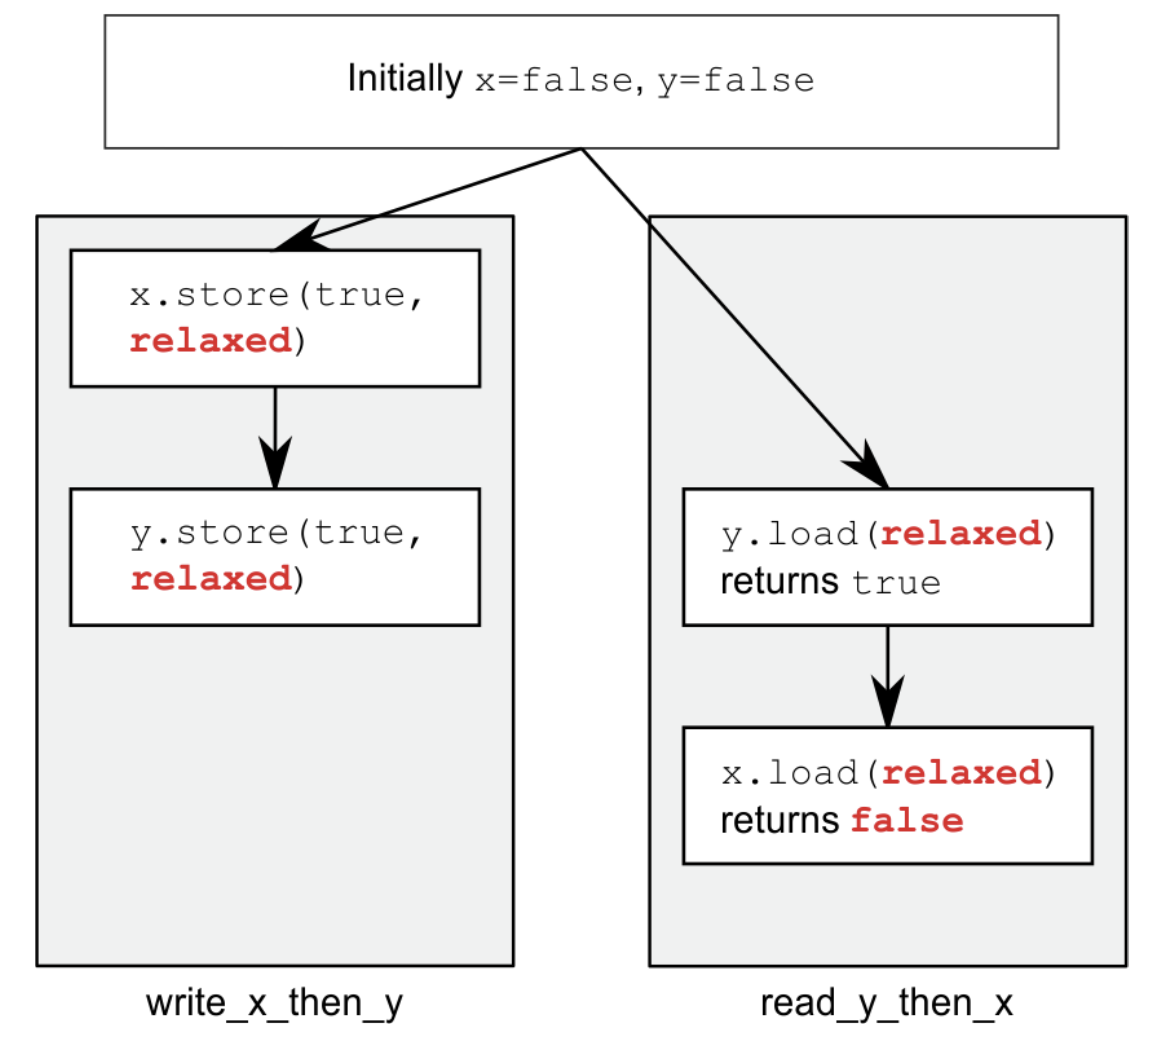 Initially x=false, y=false
x.store(true,
relaxed)
y.store(true,
relaxed)
y.load(relaxed)
returns true
x.load(relaxed)
returns false
write_x_then_y
read_y_then_x